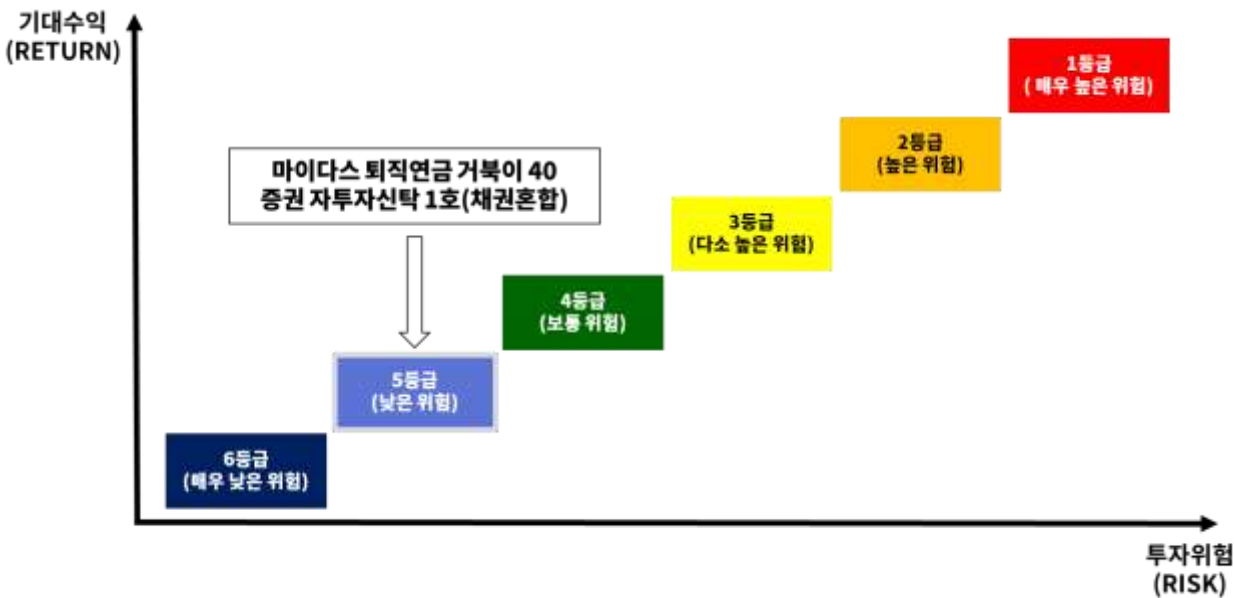 기대수익
(RETURN)
1등급
( 매우 높은 위험)
2등급
(높은 위험)
마이다스 퇴직연금 거북이 40
증권 자투자신탁 1호(채권혼합)
3등급
(다소 높은 위험)
4등급
(보통 위험)
5등급
(낮은 위험)
6등급
(매우 낮은 위험)
투자위험
(RISK)